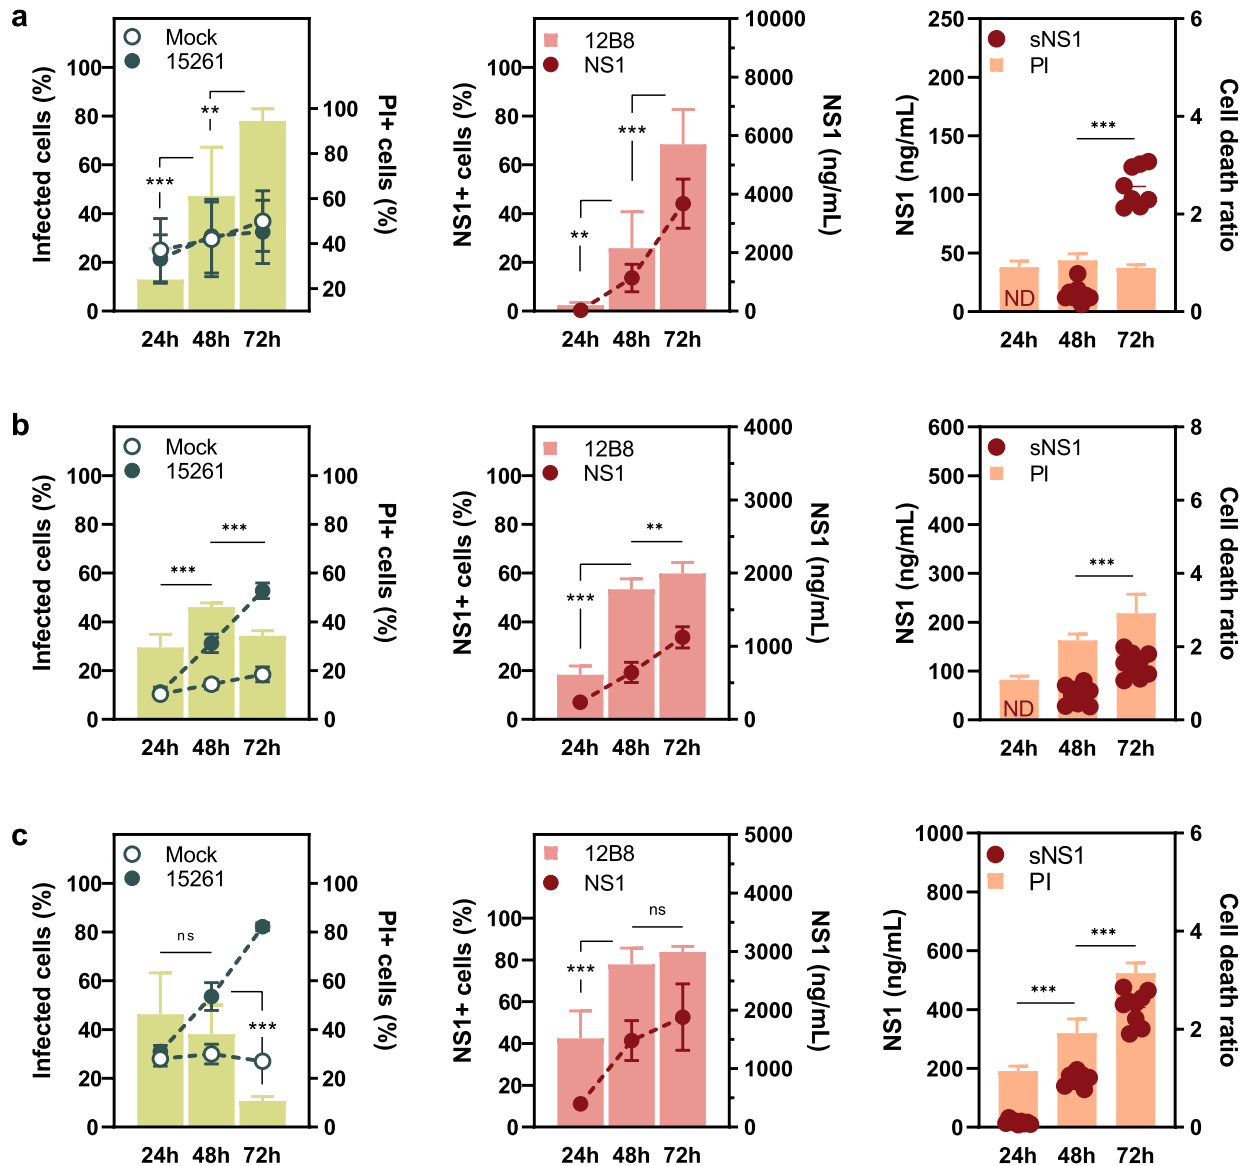 a
Infected cells (%)
100
80
60
40
20
0
Mock
15261
***
**
24h 48h 72h
100
80
60
40
20
PI+ cells (%)
NS1+ cells (%)
100
80
60
40
20
0
12B8
NS1
**
***
24h 48h 72h
10000
8000
6000
4000
2000
0
NS1 (ng/mL)
NS1 (ng/mL)
250
200
150
100
50
0
sNS1
PI
***
ND
24h 48h 72h
6
4
2
0
Cell death ratio
b
Infected cells (%)
100
80
60
40
20
0
Mock
15261
***
***
24h 48h 72h
100
80
60
40
20
0
PI+ cells (%)
NS1+ cells (%)
100
80
60
40
20
0
12B8
NS1
***
**
24h 48h 72h
4000
3000
2000
1000
0
NS1 (ng/mL)
NS1 (ng/mL)
600
500
400
300
200
100
0
sNS1
PI
***
ND
24h 48h 72h
8
6
4
2
0
Cell death ratio
c
Infected cells (%)
100
80
60
40
20
0
Mock
15261
ns
***
24h 48h 72h
100
80
60
40
20
0
PI+ cells (%)
NS1+ cells (%)
100
80
60
40
20
0
12B8
NS1
***
ns
24h 48h 72h
5000
4000
3000
2000
1000
0
NS1 (ng/mL)
NS1 (ng/mL)
1000
800
600
400
200
0
sNS1
PI
***
***
24h 48h 72h
6
4
2
0
Cell death ratio